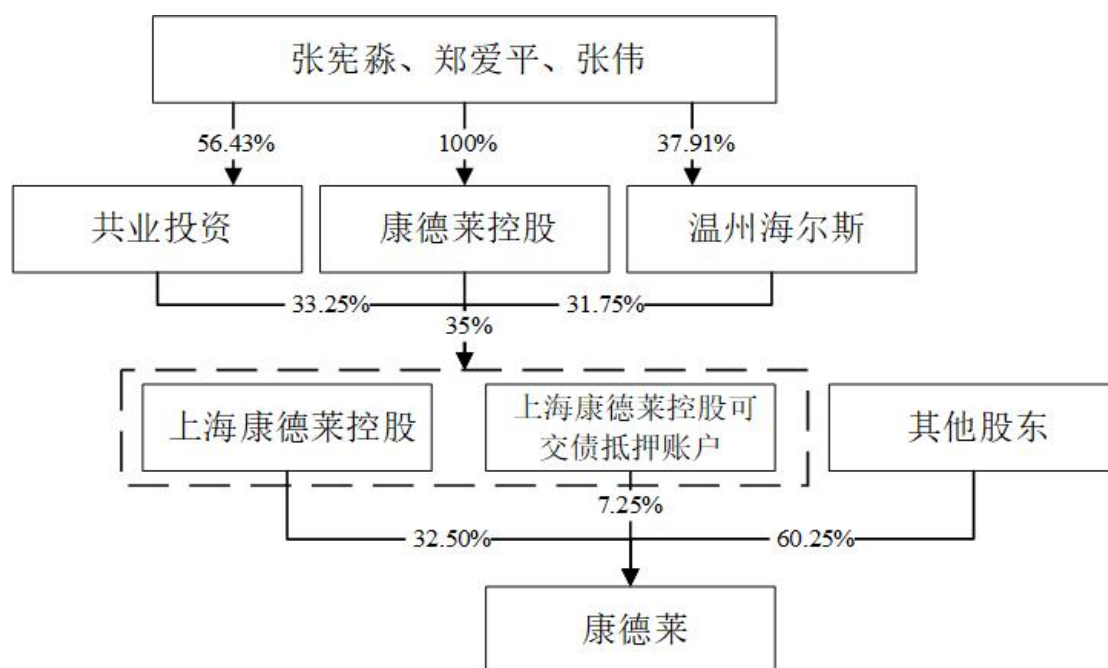 张宪淼、郑爱平、张伟
56.43%
100%
37.91%
共业投资
康德莱控股
温州海尔斯
33.25%
31.75%
35%
上海康德莱控股
上海康德莱控股可
交债抵押账户
其他股东
7.25%
32.50%
60.25%
康德莱